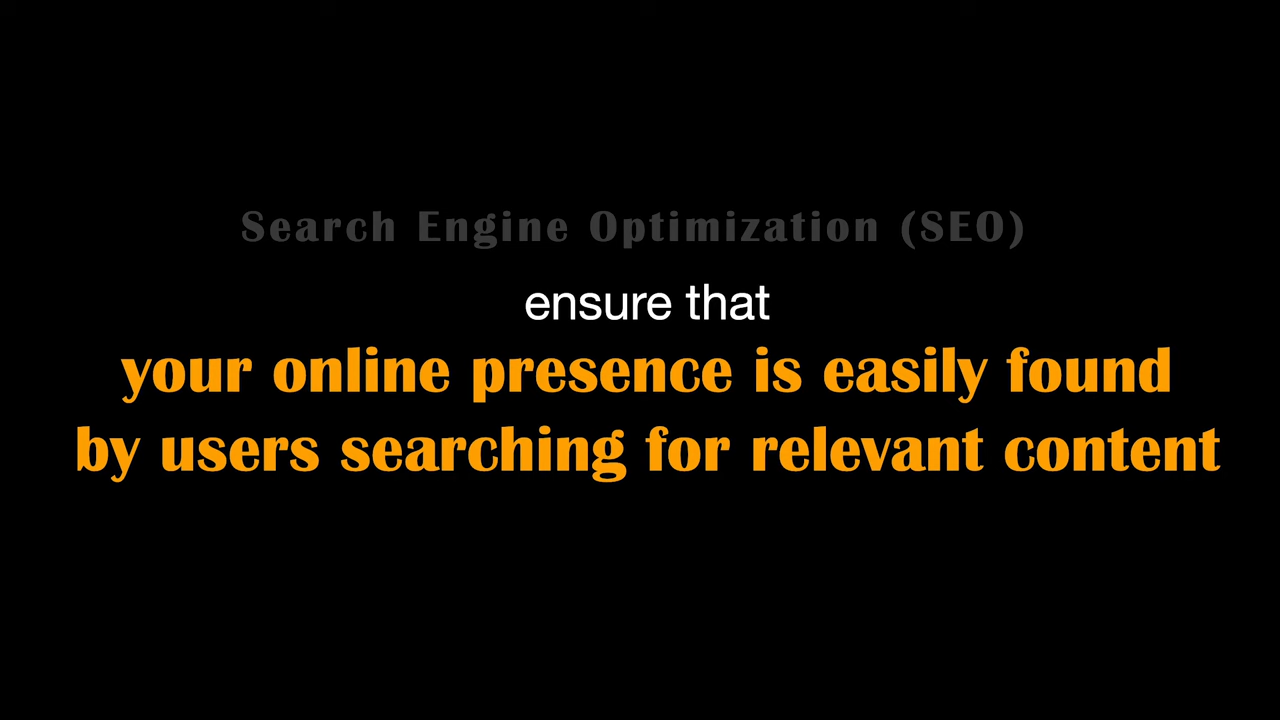 Search Engine Optimization (SEO)
ensure that
your online presence is easily found
by users searching for relevant content